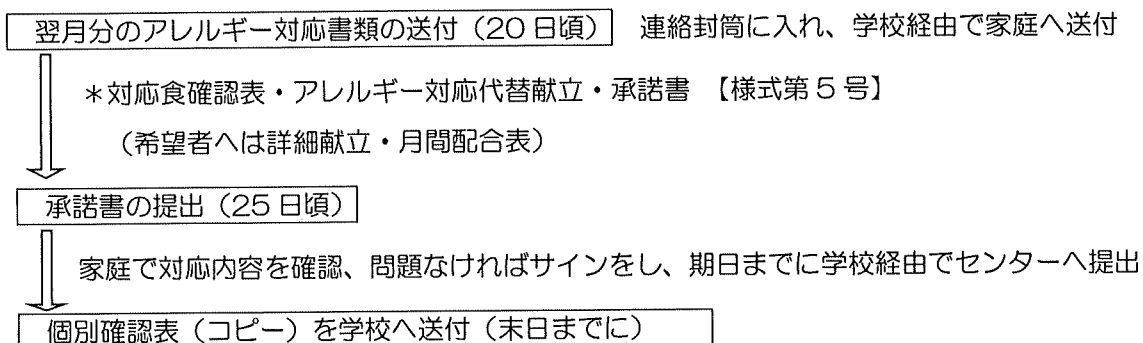 翌月分のアレルギー対応書類の送付（20日頃） 連絡封筒に入れ、学校経由で家庭へ送付
＊対応食確認表・アレルギー対応代替献立・承諾書 【様式第5号】
（希望者へは詳細献立・月間配合表）
承諾書の提出（25日頃）
家庭で対応内容を確認、問題なければサインをし、期日までに学校経由でセンターへ提出
個別確認表（コピー）を学校へ送付（末日までに）